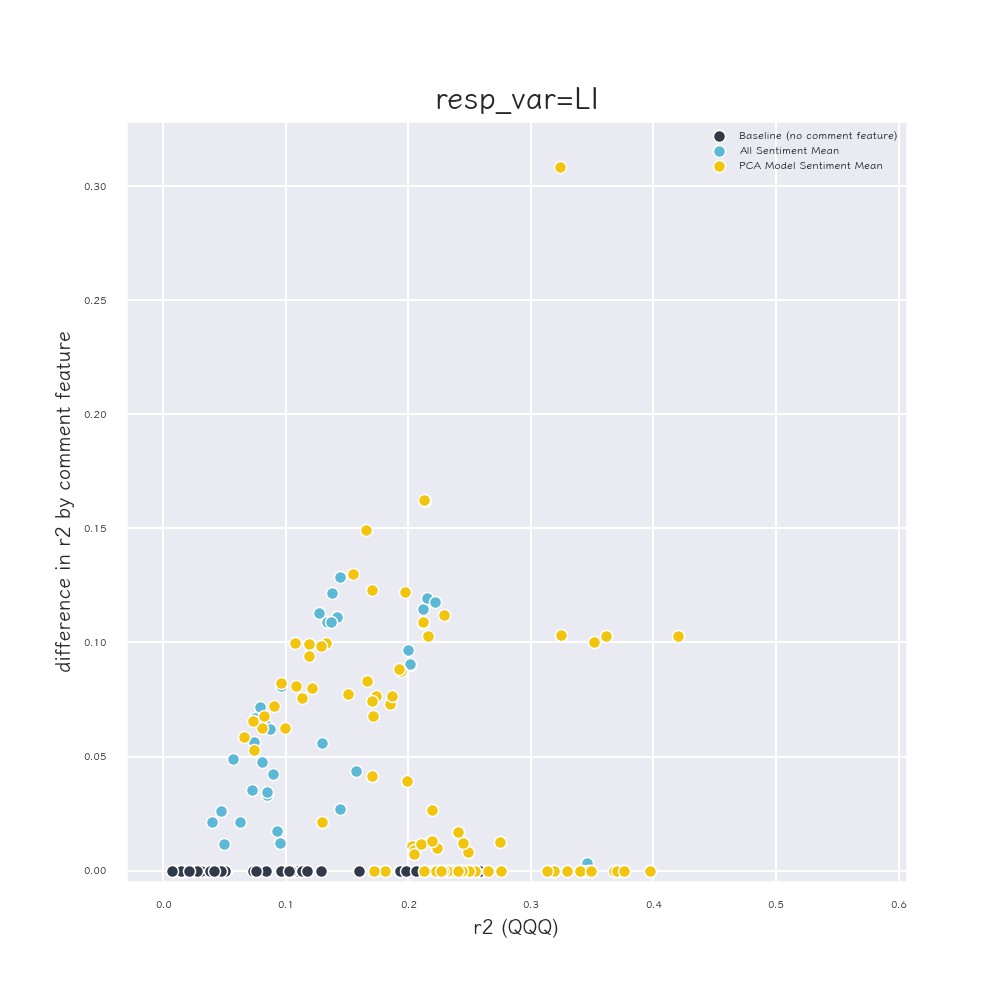 resp_var=LI
Baseline (no comment feature)
All Sentiment Mean
PCA Model Sentiment Mean
difference in r2 by comment feature
0.30
0.25
0.20
0.15
0.10
0.05
0.00
0.0 0.1 0.2 0.3 0.4 0.5 0.6
r2 (QQQ)